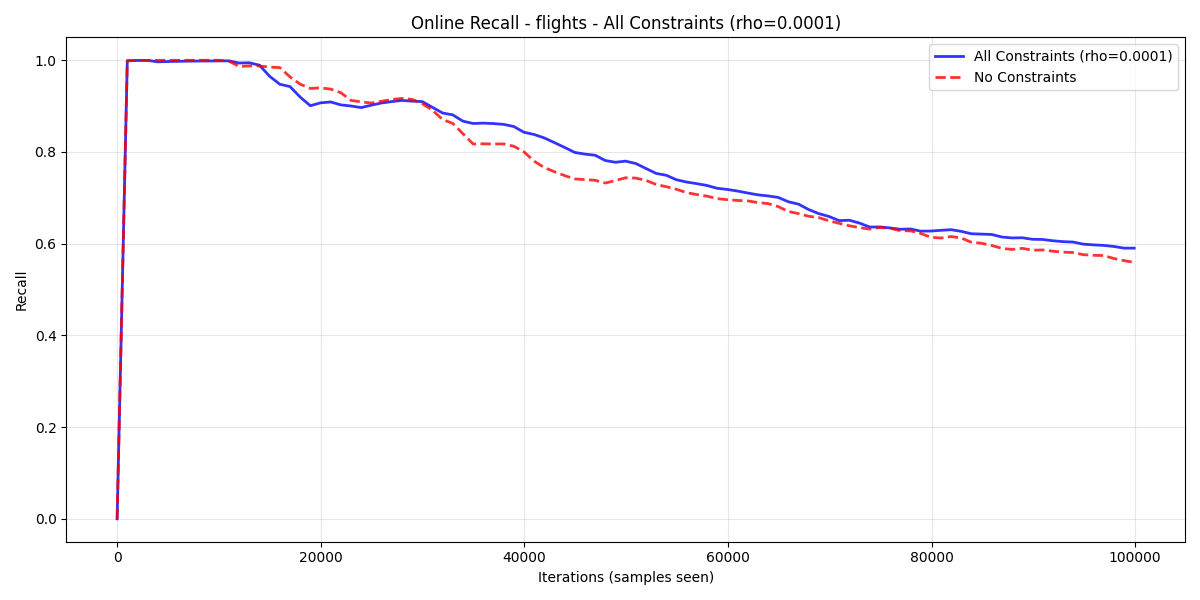 Online Recall - flights - All Constraints (rho=0.0001)
All Constraints (rho=0.0001)
No Constraints
Recall
1.0
0.8
0.6
0.4
0.2
0.0
0
20000
40000
60000
80000
100000
Iterations (samples seen)